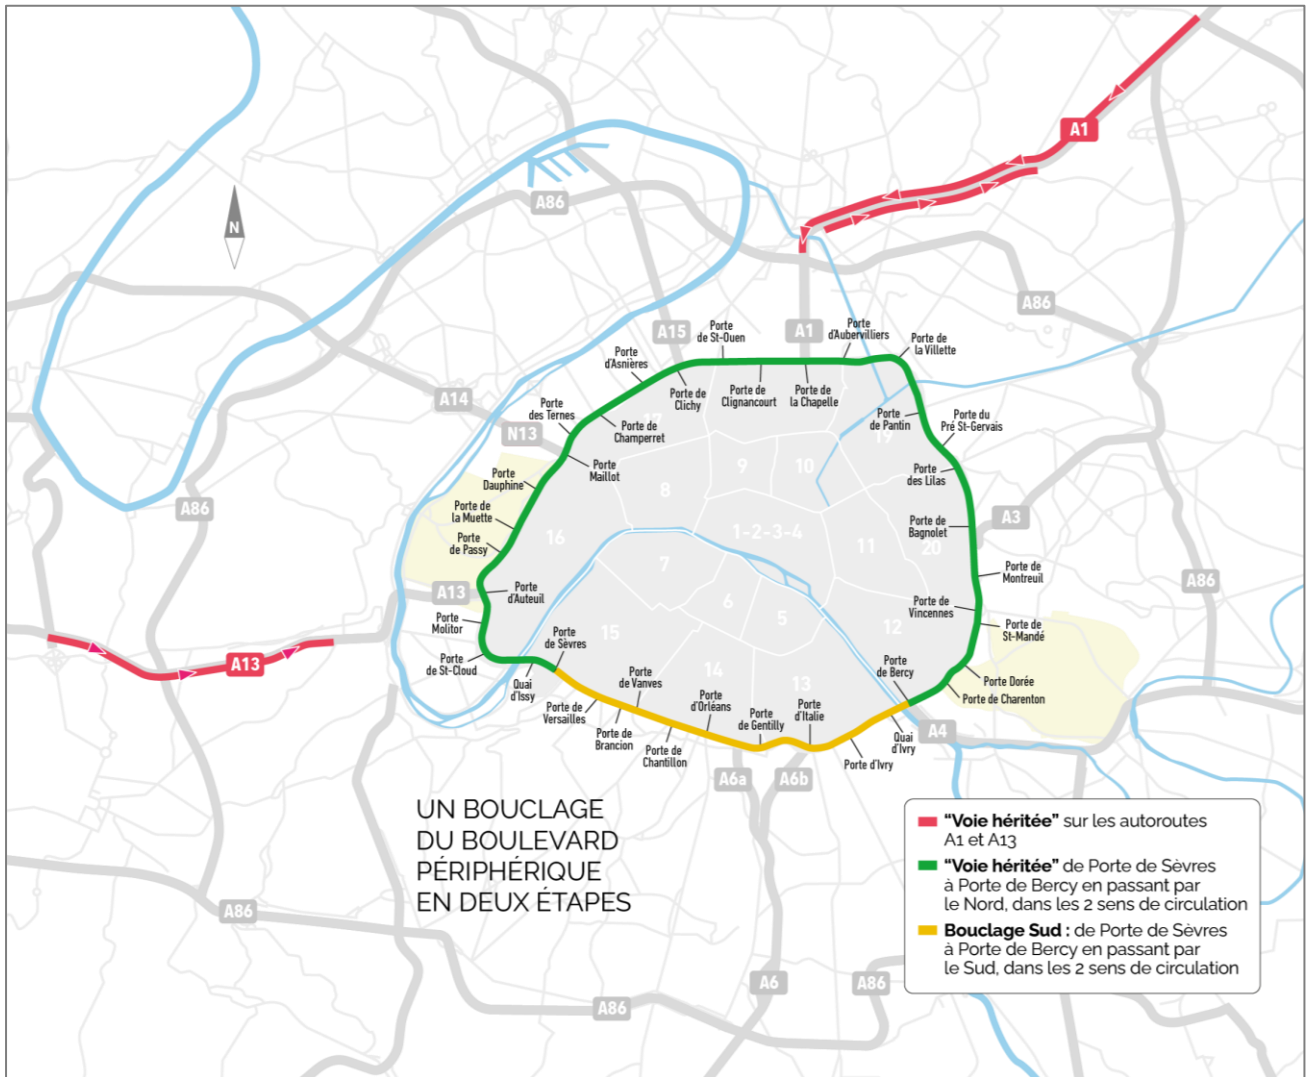 A1
N
A86
A86
A15
Porte
de St-Ouen
A1
Porte
d'Aubervilliers
Porte de
la Villette
Porte
d'Asnières
Porte de
Clichy
Porte de
Clignancourt
Porte de
la Chapelle
A14
Porte
des Ternes
17
Porte de
Champerret
Porte
de Pantin
19
Porte du
Pré St-Gervais
N13
Porte
Maillot
9
10
Porte
des Lilas
Porte
Dauphine
8
A86
Porte de
la Muette
Porte
de Passy
16
1-2-3-4
11
Porte de
Bagnolet
20
A3
7
Porte de
Montreuil
A86
A13
Porte
d'Auteuil
6
5
12
Porte de
Vincennes
Porte de
St-Mandé
Porte
Molitor
15
Porte
de Sèvres
A13
Porte
de St-Cloud
Quai
d'Issy
14
13
Porte
de Bercy
Porte Dorée
Porte de Charenton
Porte
de Vanves
Porte de
Versailles
Porte
d'Orléans
Porte
de Gentilly
Porte
d'Italie
Porte de
Brancion
Porte de
Chantillon
Quai
d'Ivry
Porte d'Ivry
A4
A6a
A6b
UN BOUCLAGE
DU BOULEVARD
PÉRIPHÉRIQUE
EN DEUX ÉTAPES
"Voie héritée" sur les autoroutes
A1 et A13
"Voie héritée" de Porte de Sèvres
à Porte de Bercy en passant par
le Nord, dans les 2 sens de circulation
Bouclage Sud : de Porte de Sèvres
à Porte de Bercy en passant par
le Sud, dans les 2 sens de circulation
A86
A6
A86
A86